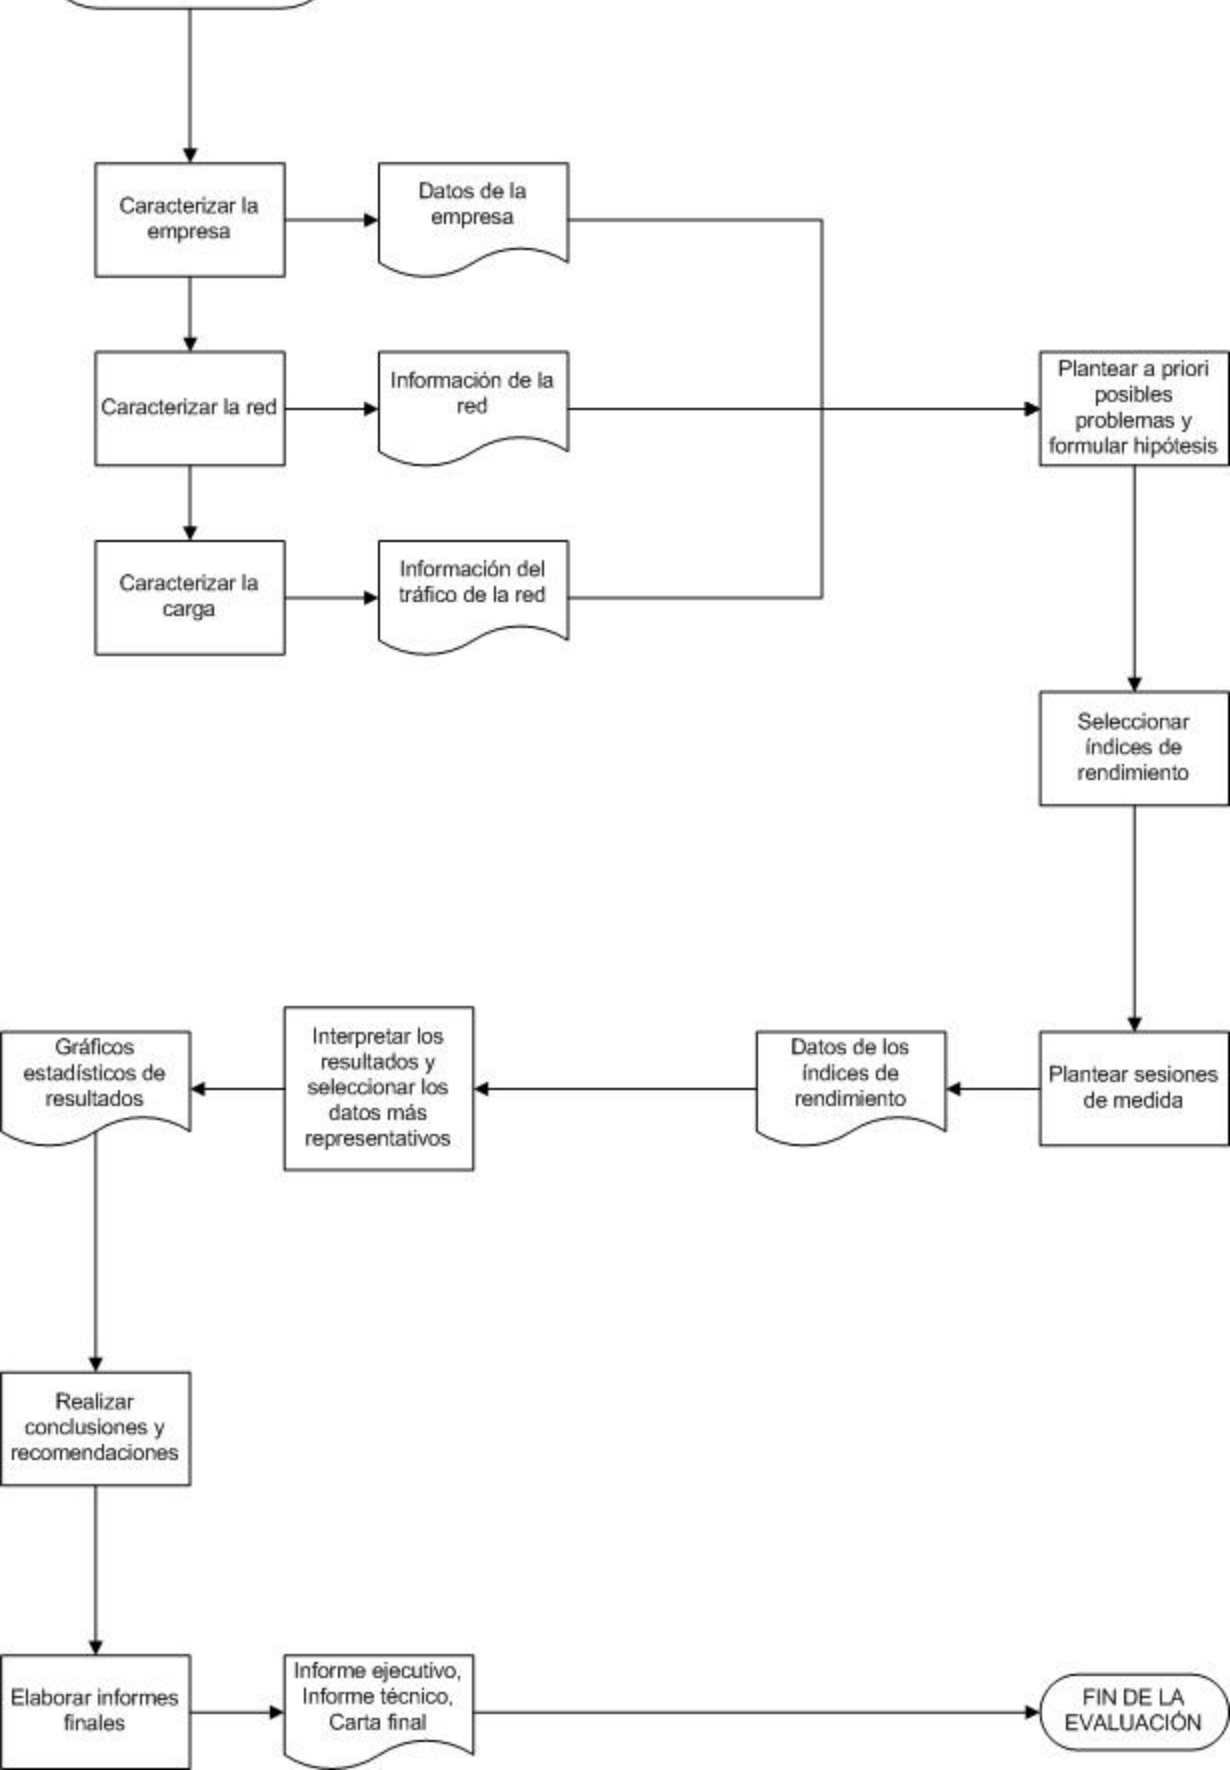 Caracterizar la
empresa
Datos de la
empresa
Caracterizar la red
Información de la
red
Plantear a priori
posibles
problemas y
formular hipótesis
Caracterizar la
carga
Información del
tráfico de la red
Seleccionar
índices de
rendimiento
Gráficos
estadísticos de
resultados
Interpretar los
resultados y
seleccionar los
datos más
representativos
Datos de los
índices de
rendimiento
Plantear sesiones
de medida
Realizar
conclusiones y
recomendaciones
Elaborar informes
finales
Informe ejecutivo,
Informe técnico,
Carta final
FIN DE LA
EVALUACIÓN